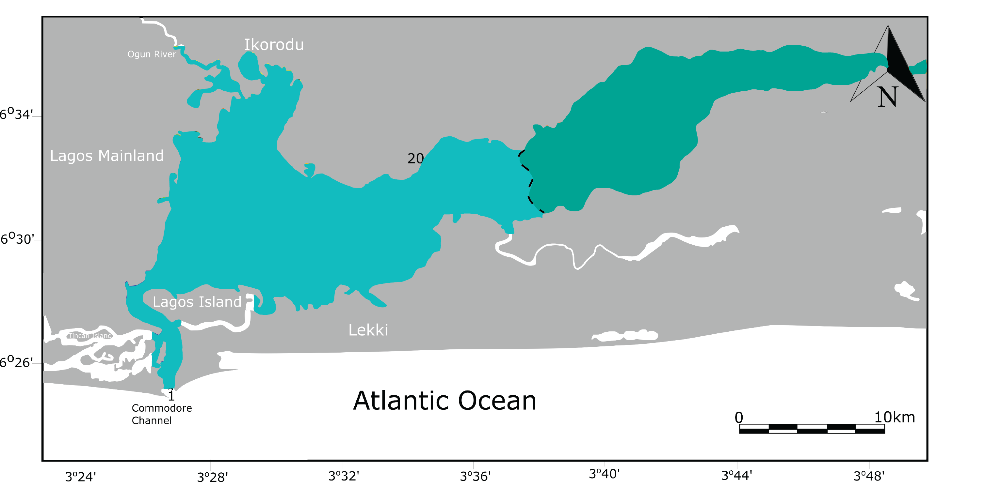 Ikorodu
Ogun River
N
6º34'
Lagos Mainland
20
6º30'
Lagos Island
Lekki
Tincan Island
6º26'
1
Commodore
Channel
Atlantic Ocean
0 10km
3º24' 3º28' 3º32' 3º36' 3º40' 3º44' 3º48'